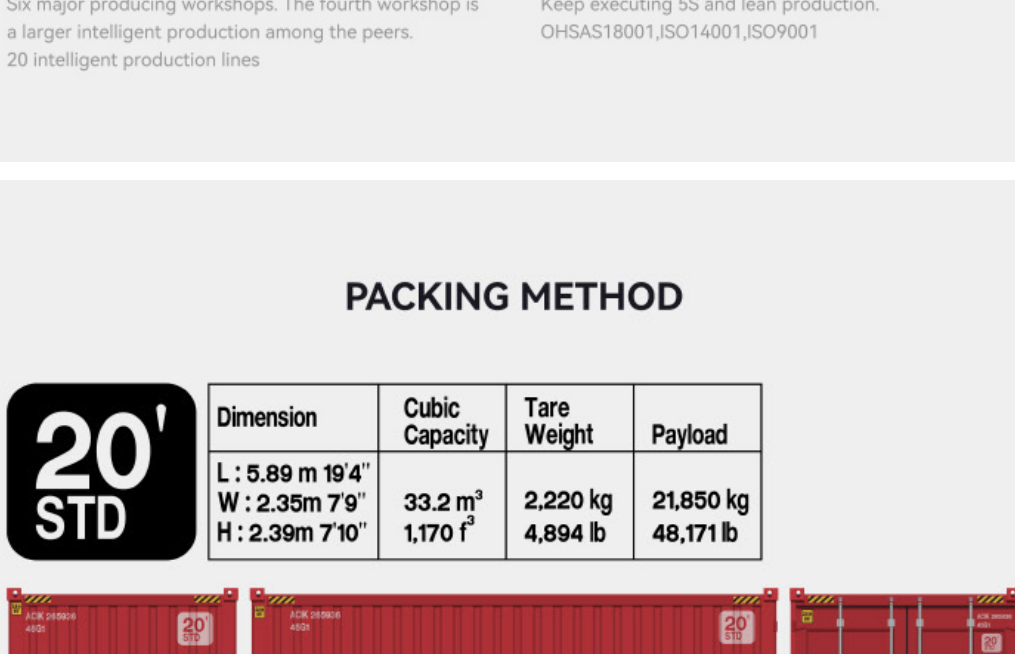 Six major producing workshops. The fourth workshop is
a larger intelligent production among the peers.
20 intelligent production lines
Keep executing 5S and lean production.
OHSAS18001,ISO14001,ISO9001
PACKING METHOD
20'
STD
Dimension
Cubic
Capacity
Tare
Weight
Payload
L : 5.89 m 19'4"
W : 2.35m 7'9"
H : 2.39m 7'10"
33.2 m³
1,170 f³
2,220 kg
4,894 lb
21,850 kg
48,171 lb
20'
STD
20'
STD
20'